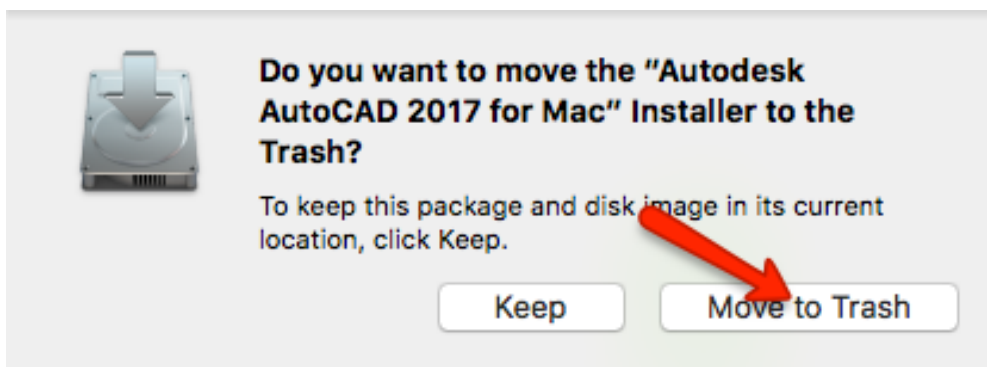 Do you want to move the “Autodesk
AutoCAD 2017 for Mac” Installer to the
Trash?
To keep this package and disk image in its current
location, click Keep.
Keep
Move to Trash